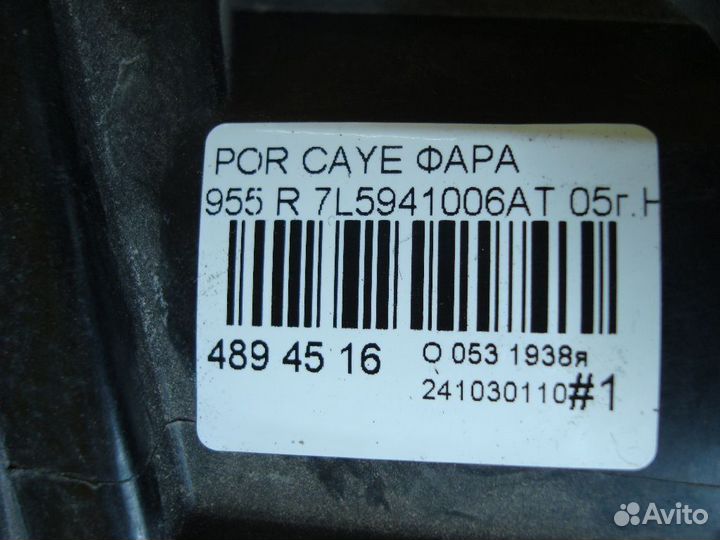 POR CAYE ФАРА
955 R 7L5941006AT 05г.Н
489 45 16
О 053 1938я
241030110#1
Avito